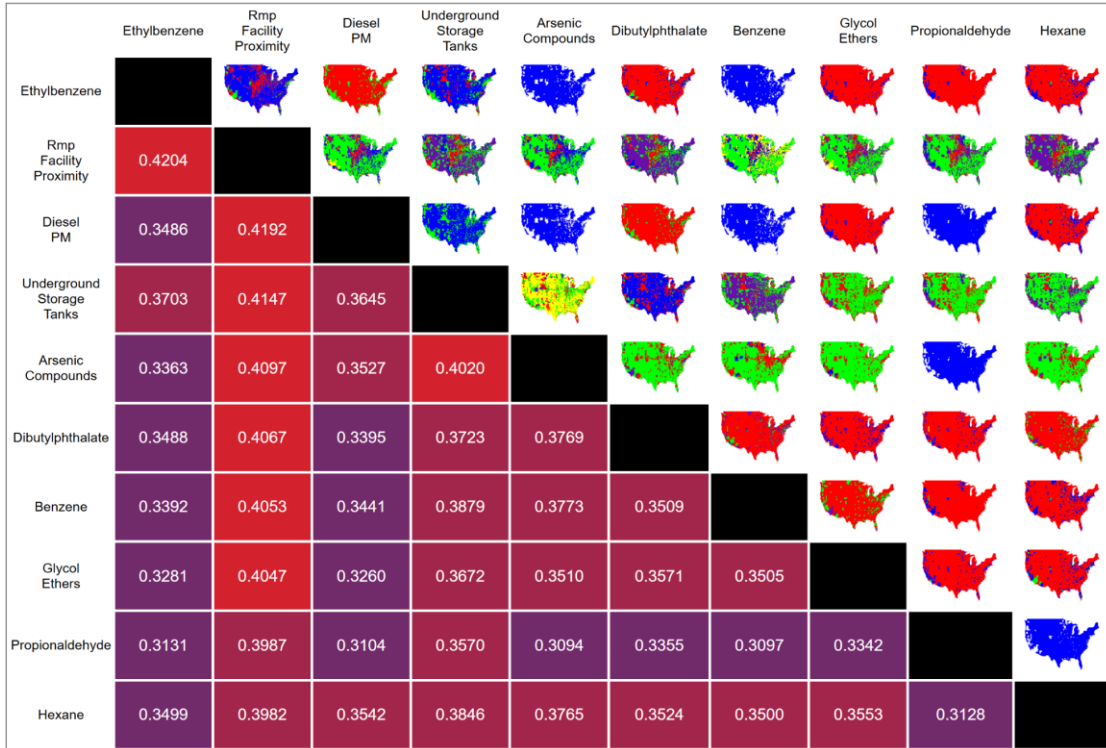 Ethylbenzene
Rmp
Facility
Proximity
Diesel
PM
Underground
Storage
Tanks
Arsenic
Compounds
Dibutylphthalate
Benzene
Glycol
Ethers
Propionaldehyde
Hexane
Ethylbenzene
Rmp
Facility
Proximity
0.4204
Diesel
PM
0.3486 0.4192
Underground
Storage
Tanks
0.3703 0.4147 0.3645
Arsenic
Compounds
0.3363 0.4097 0.3527 0.4020
Dibutylphthalate 0.3488 0.4067 0.3395 0.3723 0.3769
Benzene 0.3392 0.4053 0.3441 0.3879 0.3773 0.3509
Glycol
Ethers
0.3281 0.4047 0.3260 0.3672 0.3510 0.3571 0.3505
Propionaldehyde 0.3131 0.3987 0.3104 0.3570 0.3094 0.3355 0.3097 0.3342
Hexane 0.3499 0.3982 0.3542 0.3846 0.3765 0.3524 0.3500 0.3553 0.3128